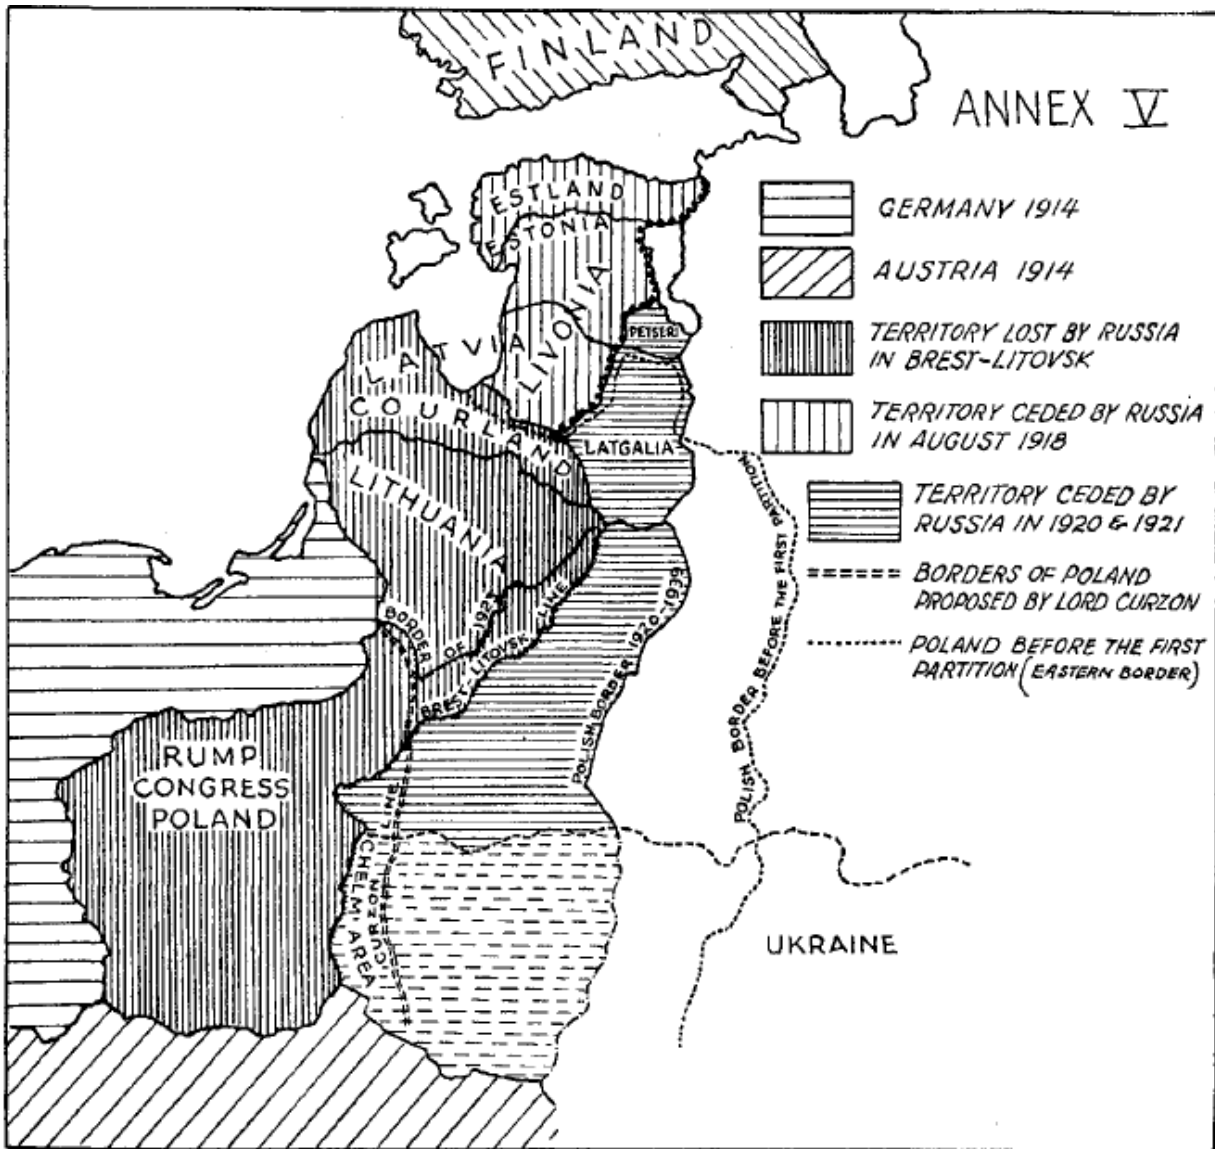 FINLAND
ANNEX V
GERMANY 1914
AUSTRIA 1914
TERRITORY LOST BY RUSSIA
IN BREST-LITOVSK
TERRITORY CEDED BY RUSSIA
IN AUGUST 1918
TERRITORY CEDED BY
RUSSIA IN 1920 & 1921
BORDERS OF POLAND
PROPOSED BY LORD CURZON
POLAND BEFORE THE FIRST
PARTITION (EASTERN BORDER)
ESTLAND
ESTONIA
LIVONIA
PETSERI
LATVIA
COURLAND
LATGALIA
LITHUANIA
BORDER OF 1921
BREST-LITOVSK LINE
POLISH BORDER 1920-1939
POLISH BORDER BEFORE THE FIRST PARTITION
RUMP
CONGRESS
POLAND
CHELM AREA
CURZON LINE
UKRAINE